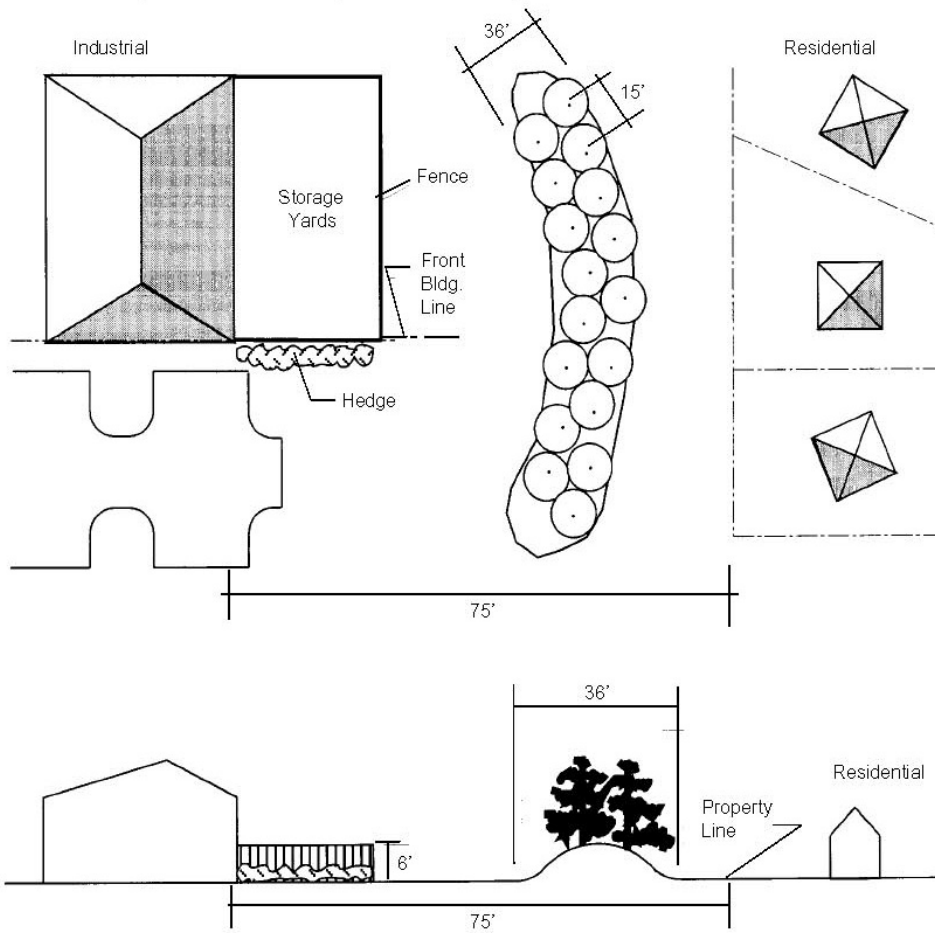 36’
Industrial
Residential
15’
Fence
Storage
Yards
Front
Bldg.
Line
Hedge
75’
36’
Residential
Property
Line
6’
75’